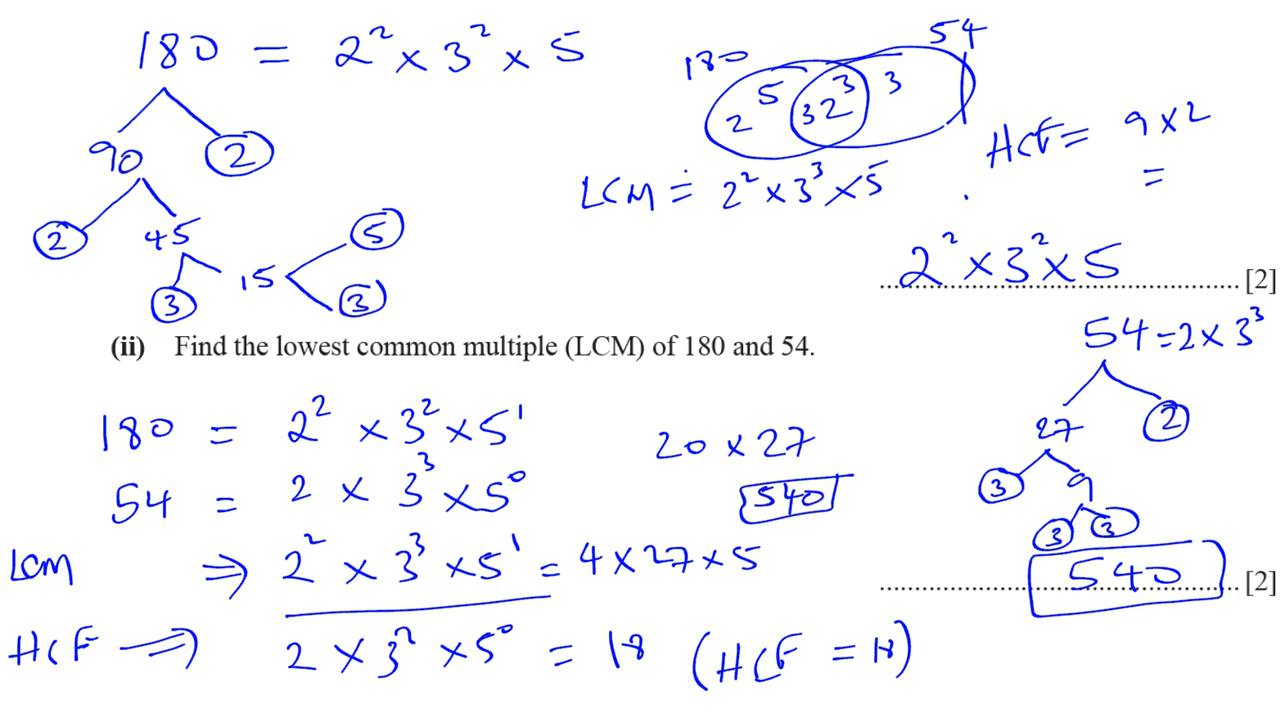 180 = 2² × 3² × 5
90 2
2 45
3 15
5
3
180 54
2 5 3 2 3 3
HCF = 9 × 2
=
LCM = 2² × 3³ × 5
2² × 3² × 5 [2]
54 = 2 × 3³
27 2
3 9
3 3
(ii) Find the lowest common multiple (LCM) of 180 and 54.
180 = 2² × 3² × 5¹
54 = 2 × 3³ × 5⁰
20 × 27
540
LCM ⇒ 2² × 3³ × 5¹ = 4 × 27 × 5
540 [2]
HCF ⇒ 2 × 3² × 5⁰ = 18 (HCF = 18)